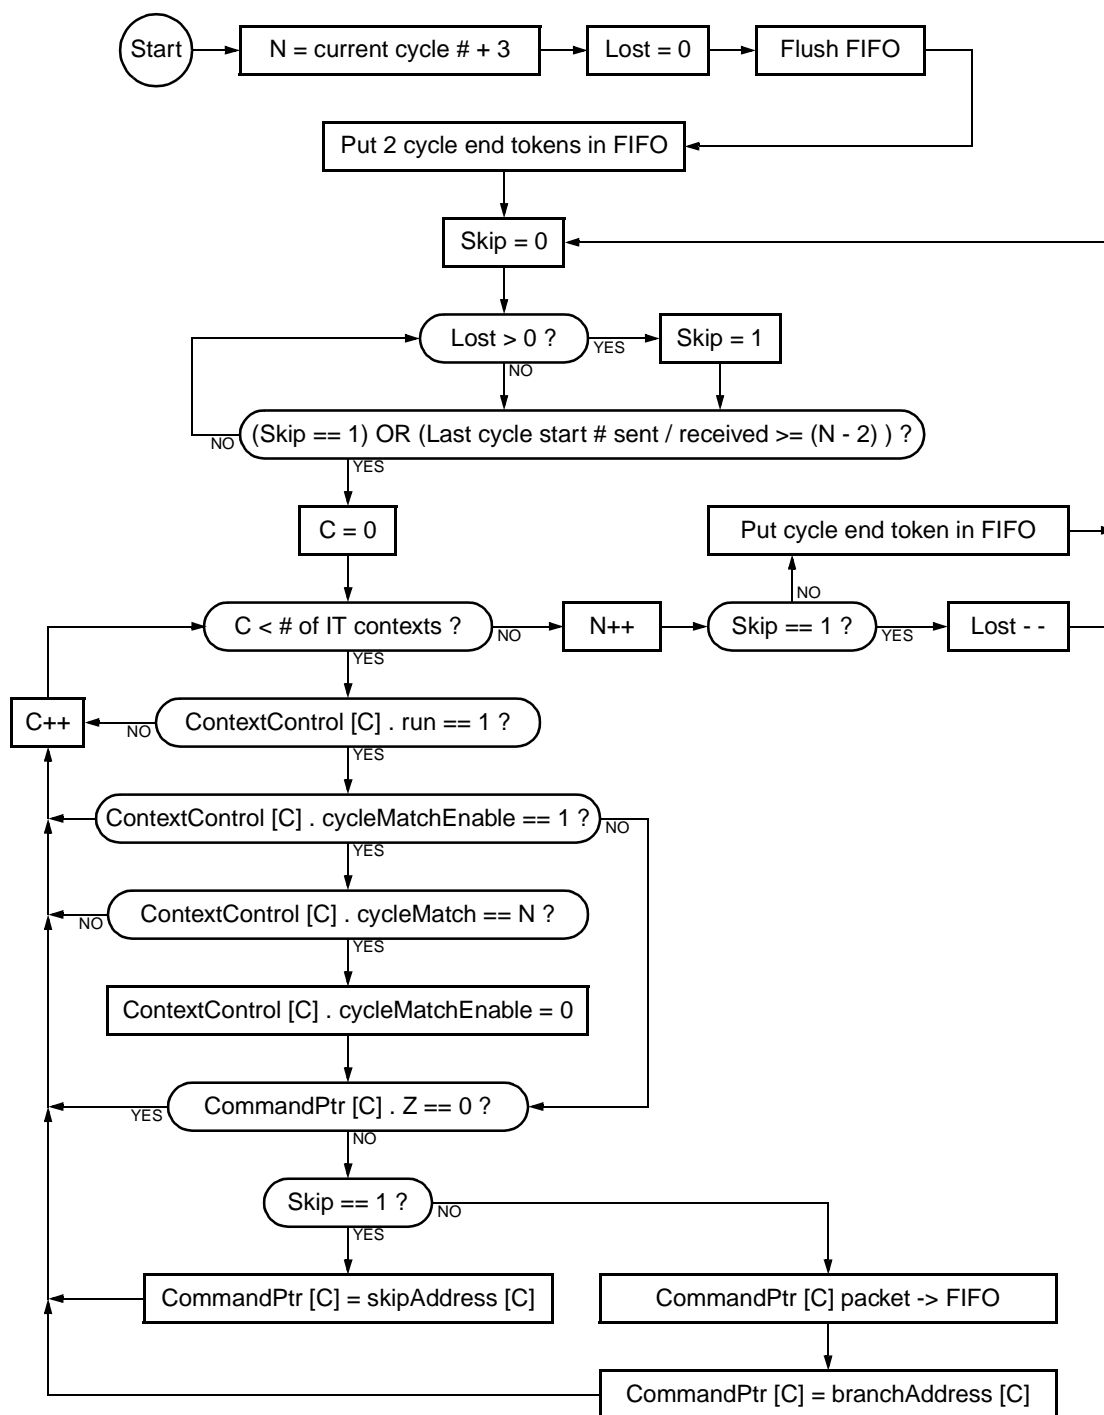 Start
N = current cycle # + 3
Lost = 0
Flush FIFO
Put 2 cycle end tokens in FIFO
Skip = 0
Lost > 0 ?
YES
Skip = 1
NO
(Skip == 1) OR (Last cycle start # sent / received >= (N - 2) ) ?
NO
YES
C = 0
Put cycle end token in FIFO
NO
C < # of IT contexts ?
NO
N++
Skip == 1 ?
YES
Lost - -
YES
C++
NO
ContextControl [C] . run == 1 ?
YES
ContextControl [C] . cycleMatchEnable == 1 ?
NO
YES
ContextControl [C] . cycleMatch == N ?
NO
YES
ContextControl [C] . cycleMatchEnable = 0
CommandPtr [C] . Z == 0 ?
YES
NO
Skip == 1 ?
NO
YES
CommandPtr [C] = skipAddress [C]
CommandPtr [C] packet -> FIFO
CommandPtr [C] = branchAddress [C]